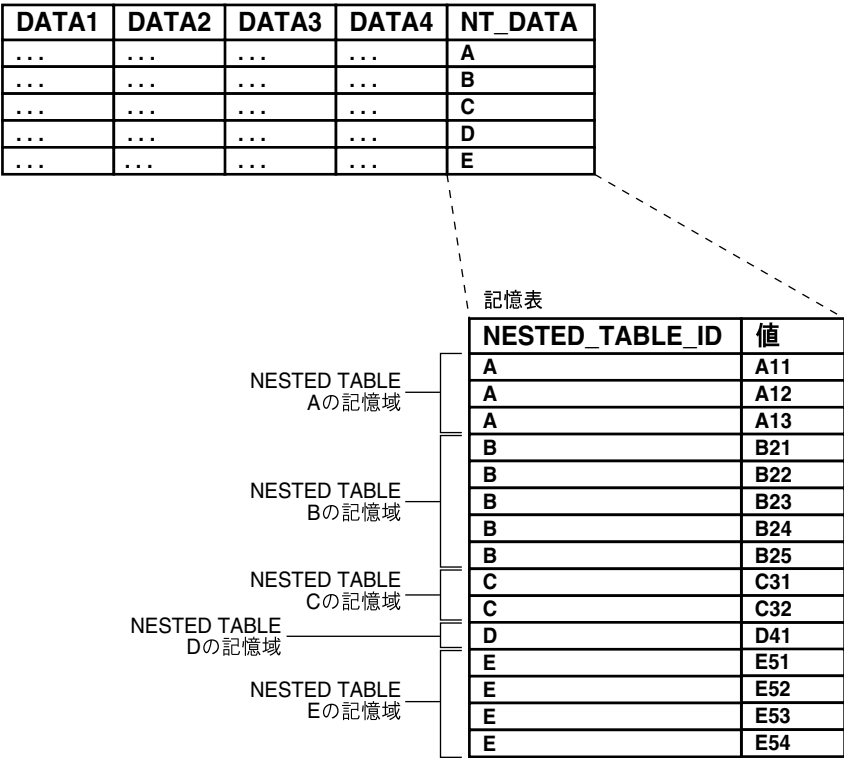 DATA1 DATA2 DATA3 DATA4 NT_DATA
... ... ... ... A
... ... ... ... B
... ... ... ... C
... ... ... ... D
... ... ... ... E
記憶表
NESTED_TABLE_ID 値
A A11
A A12
A A13
B B21
B B22
B B23
B B24
B B25
C C31
C C32
D D41
E E51
E E52
E E53
E E54
NESTED TABLE
Aの記憶域
NESTED TABLE
Bの記憶域
NESTED TABLE
Cの記憶域
NESTED TABLE
Dの記憶域
NESTED TABLE
Eの記憶域